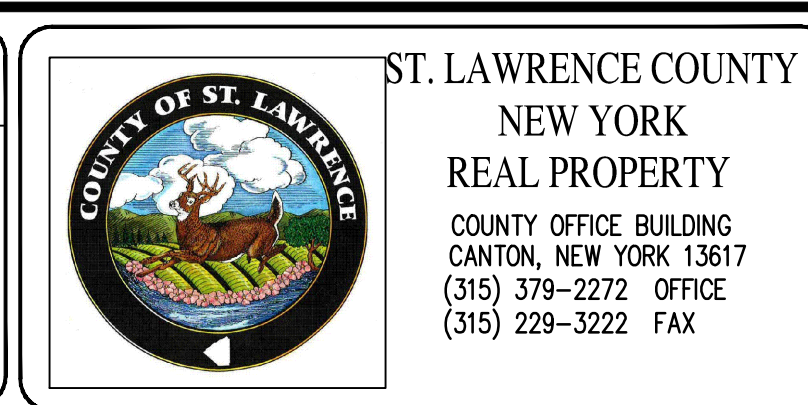 COUNTY OF ST. LAWRENCE
ST. LAWRENCE COUNTY
NEW YORK
REAL PROPERTY
COUNTY OFFICE BUILDING
CANTON, NEW YORK 13617
(315) 379-2272 OFFICE
(315) 229-3222 FAX